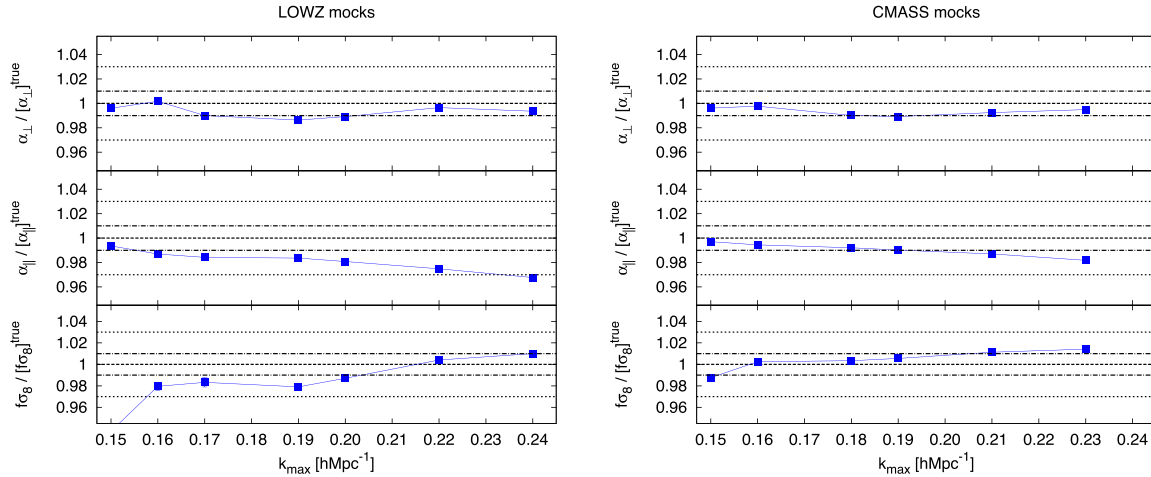 LOWZ mocks
α⊥ / [α⊥]^true
1.04
1.02
1
0.98
0.96
α|| / [α||]^true
1.04
1.02
1
0.98
0.96
fσ8 / [fσ8]^true
1.04
1.02
1
0.98
0.96
0.15 0.16 0.17 0.18 0.19 0.20 0.21 0.22 0.23 0.24
kmax [hMpc⁻¹]
CMASS mocks
α⊥ / [α⊥]^true
1.04
1.02
1
0.98
0.96
α|| / [α||]^true
1.04
1.02
1
0.98
0.96
fσ8 / [fσ8]^true
1.04
1.02
1
0.98
0.96
0.15 0.16 0.17 0.18 0.19 0.20 0.21 0.22 0.23 0.24
kmax [hMpc⁻¹]